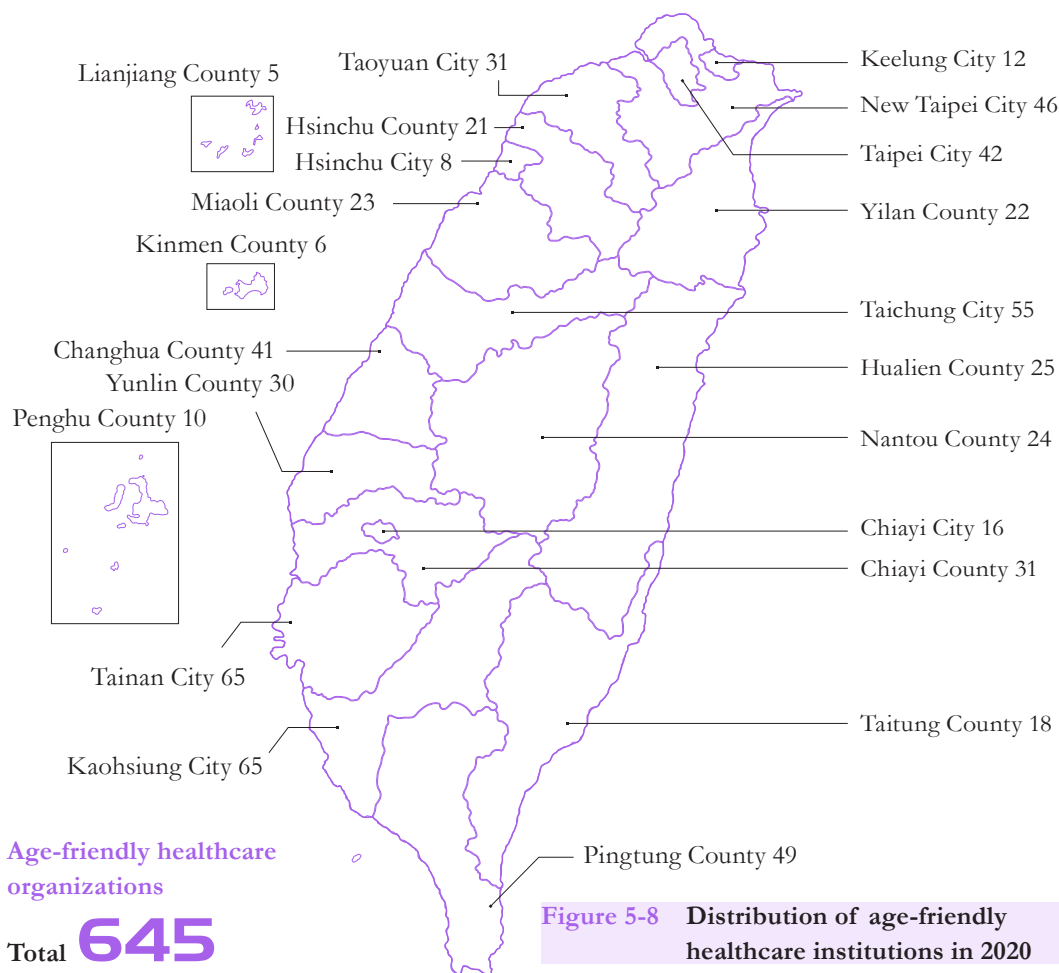 Lianjiang County 5
Taoyuan City 31
Hsinchu County 21
Hsinchu City 8
Miaoli County 23
Kinmen County 6
Changhua County 41
Yunlin County 30
Penghu County 10
Tainan City 65
Kaohsiung City 65
Keelung City 12
New Taipei City 46
Taipei City 42
Yilan County 22
Taichung City 55
Hualien County 25
Nantou County 24
Chiayi City 16
Chiayi County 31
Taitung County 18
Pingtung County 49
Age-friendly healthcare
organizations
Total 645
Figure 5-8 Distribution of age-friendly
healthcare institutions in 2020